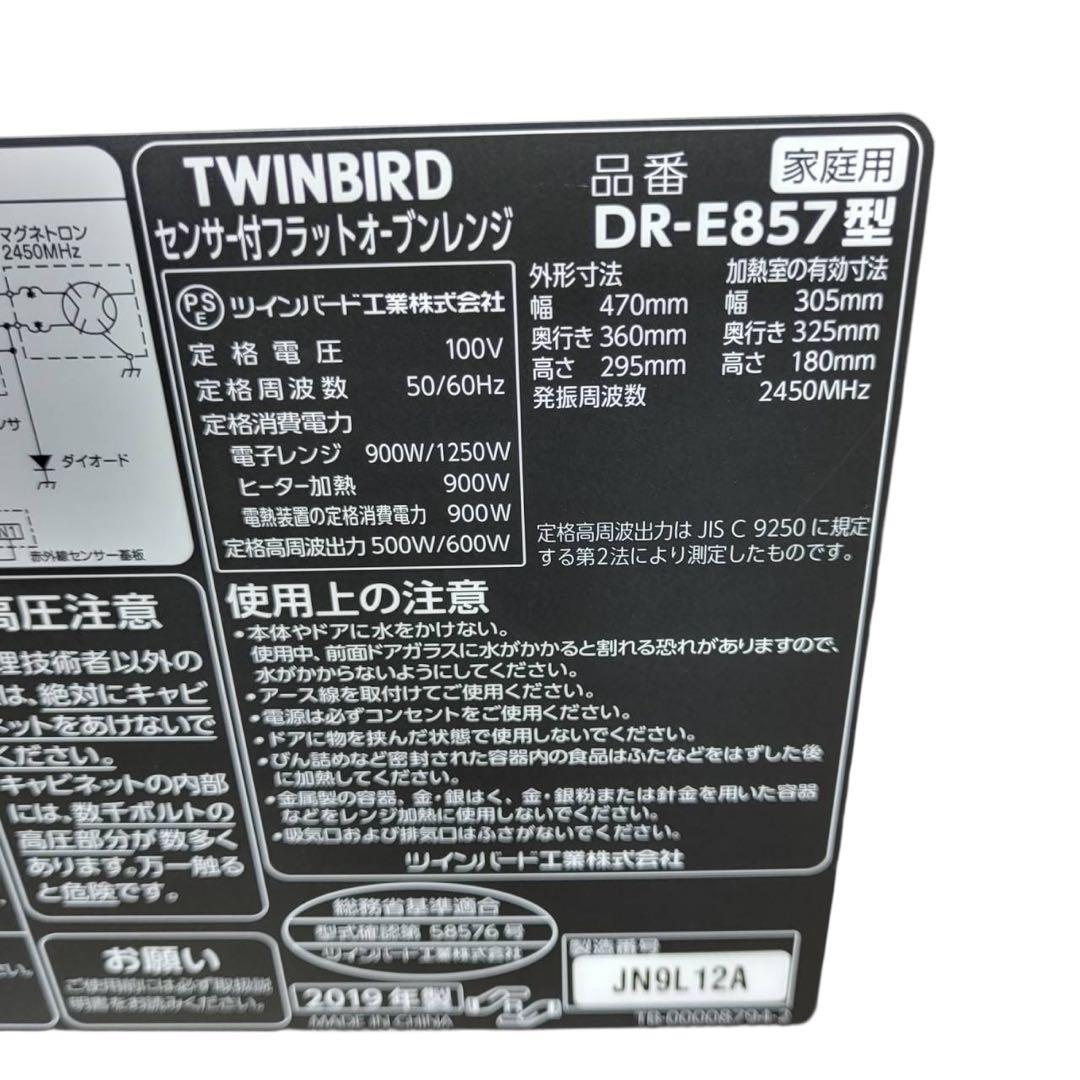 マグネトロン
2450MHz
ダイオード
赤外線センサー基板
TWINBIRD
センサー付フラットオーブンレンジ
品番
家庭用
DR-E857型
PSE ツインバード工業株式会社
定格電圧 100V
定格周波数 50/60Hz
定格消費電力
電子レンジ 900W/1250W
ヒーター加熱 900W
電熱装置の定格消費電力 900W
定格高周波出力 500W/600W
外形寸法
幅 470mm
奥行き 360mm
高さ 295mm
加熱室の有効寸法
幅 305mm
奥行き 325mm
高さ 180mm
発振周波数 2450MHz
定格高周波出力は JIS C 9250 に規定
する第2法により測定したものです。
高圧注意
理技術者以外の
は、絶対にキャビ
ネットをあけないで
ください。
キャビネットの内部
には、数千ボルトの
高圧部分が数多く
あります。万一触る
と危険です。
使用上の注意
・本体やドアに水をかけない。
使用中、前面ドアガラスに水がかかると割れる恐れがありますので、
水がかからないようにしてください。
・アース線を取付けてご使用ください。
・電源は必ずコンセントをご使用ください。
・ドアに物を挟んだ状態で使用しないでください。
・びん詰めなど密封された容器内の食品はふたなどをはずした後
に加熱してください。
・金属製の容器、金・銀はく、金・銀粉または針金を用いた容器
などをレンジ加熱に使用しないでください。
・吸気口および排気口はふさがないでください。
ツインバード工業株式会社
お願い
ご使用前には必ず取扱説
明書をお読みください。
総務省基準適合
型式確認第 58576 号
ツインバード工業株式会社
2019年製
MADE IN CHINA
製造番号
JN9L12A